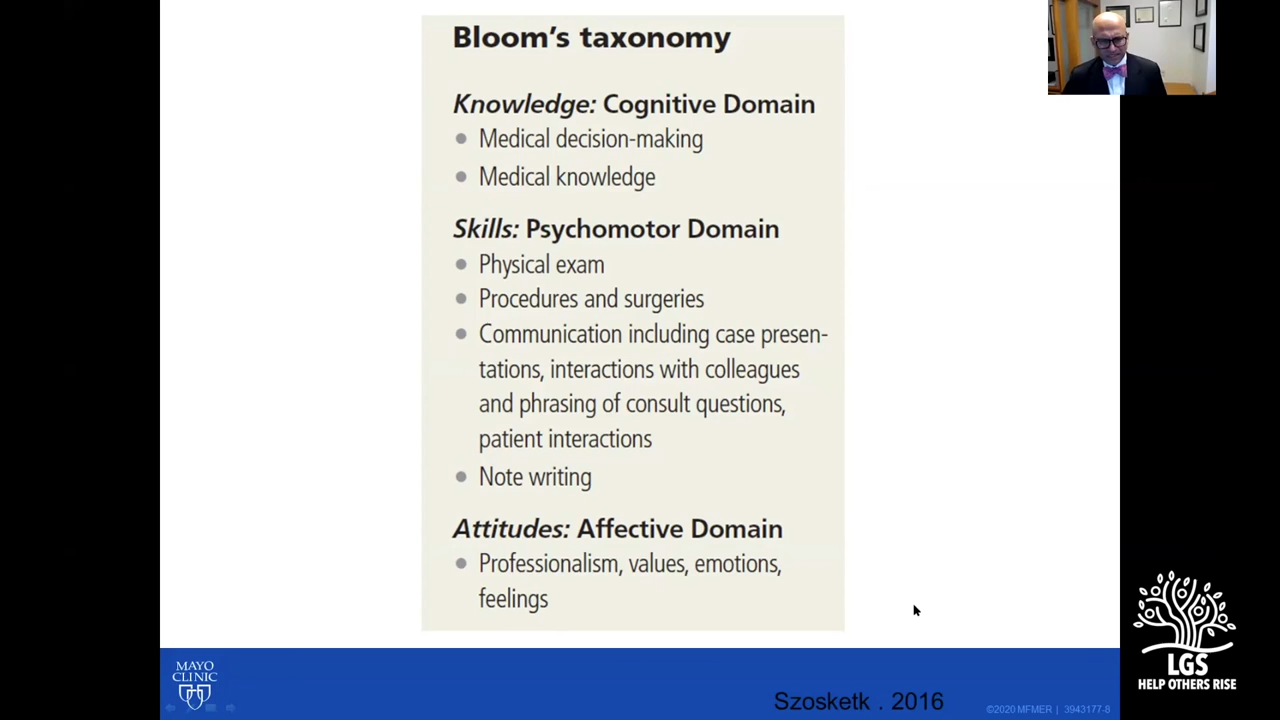 Bloom's taxonomy
Knowledge: Cognitive Domain
• Medical decision-making
• Medical knowledge
Skills: Psychomotor Domain
• Physical exam
• Procedures and surgeries
• Communication including case presen-
tations, interactions with colleagues
and phrasing of consult questions,
patient interactions
• Note writing
Attitudes: Affective Domain
• Professionalism, values, emotions,
feelings
MAYO
CLINIC
Szosketk . 2016
©2020 MFMER | 3943177-8
LGS
HELP OTHERS RISE